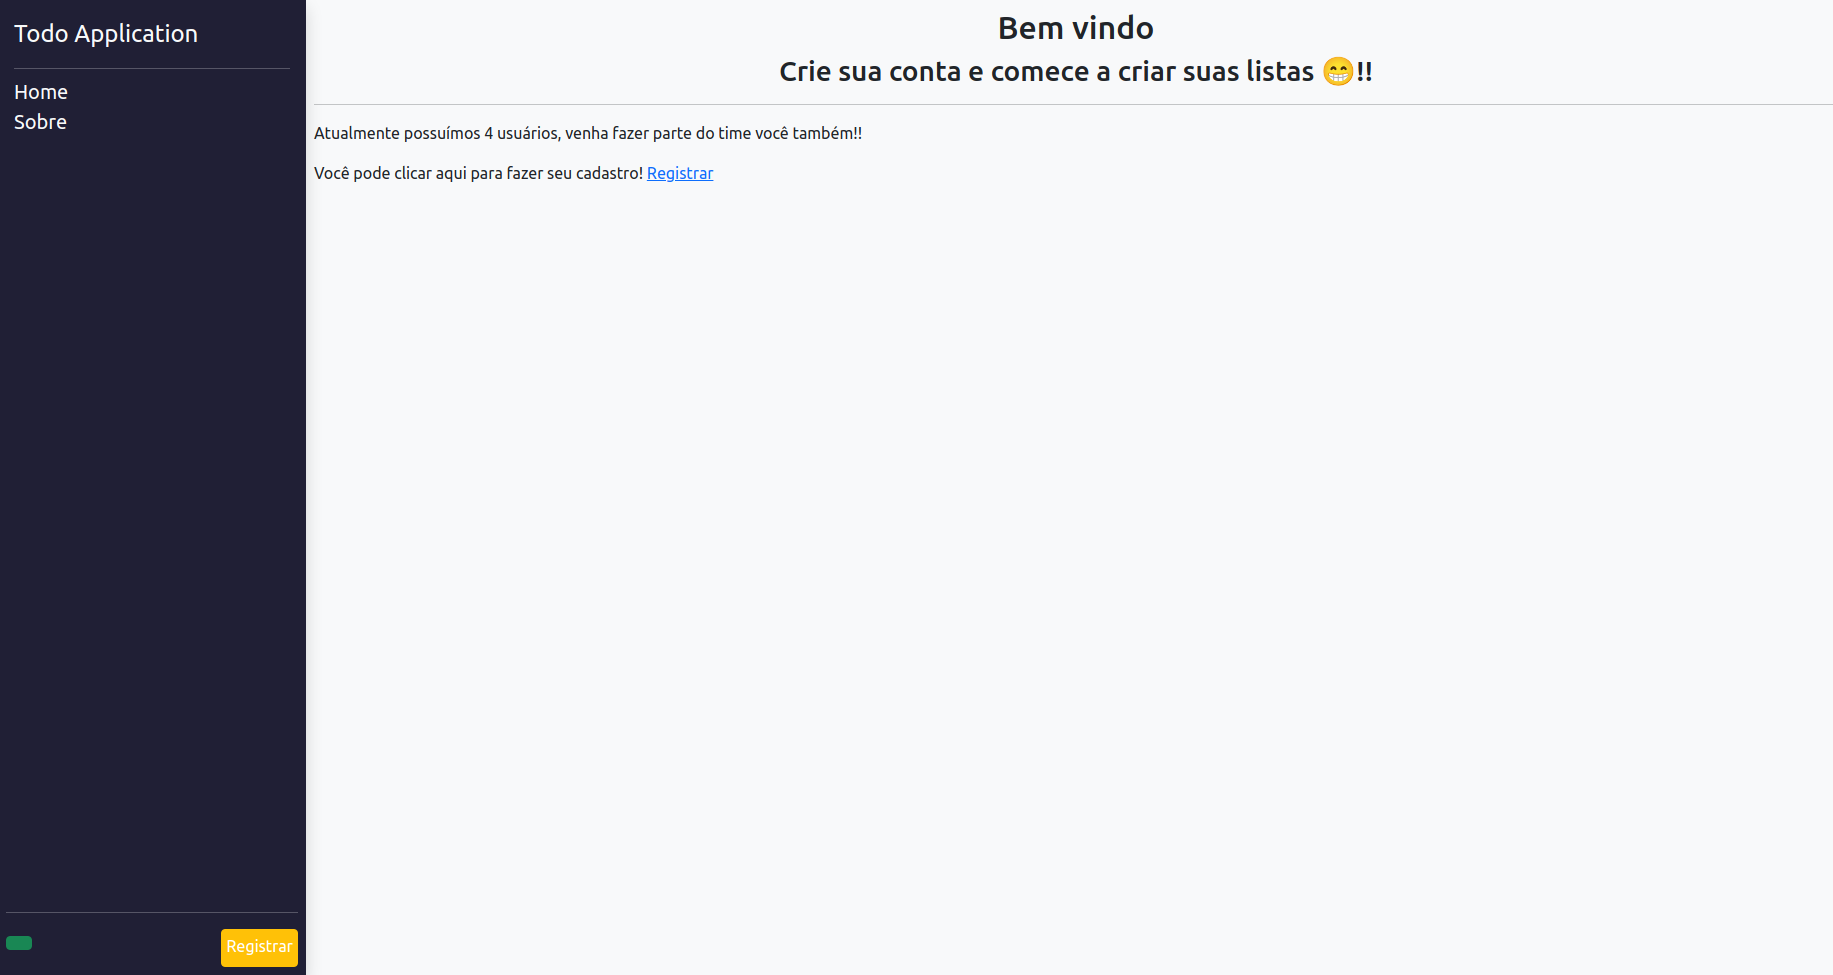 Todo Application
Home
Sobre
Bem vindo
Crie sua conta e comece a criar suas listas 😁!!
Atualmente possuímos 4 usuários, venha fazer parte do time você também!!
Você pode clicar aqui para fazer seu cadastro! Registrar
Registrar